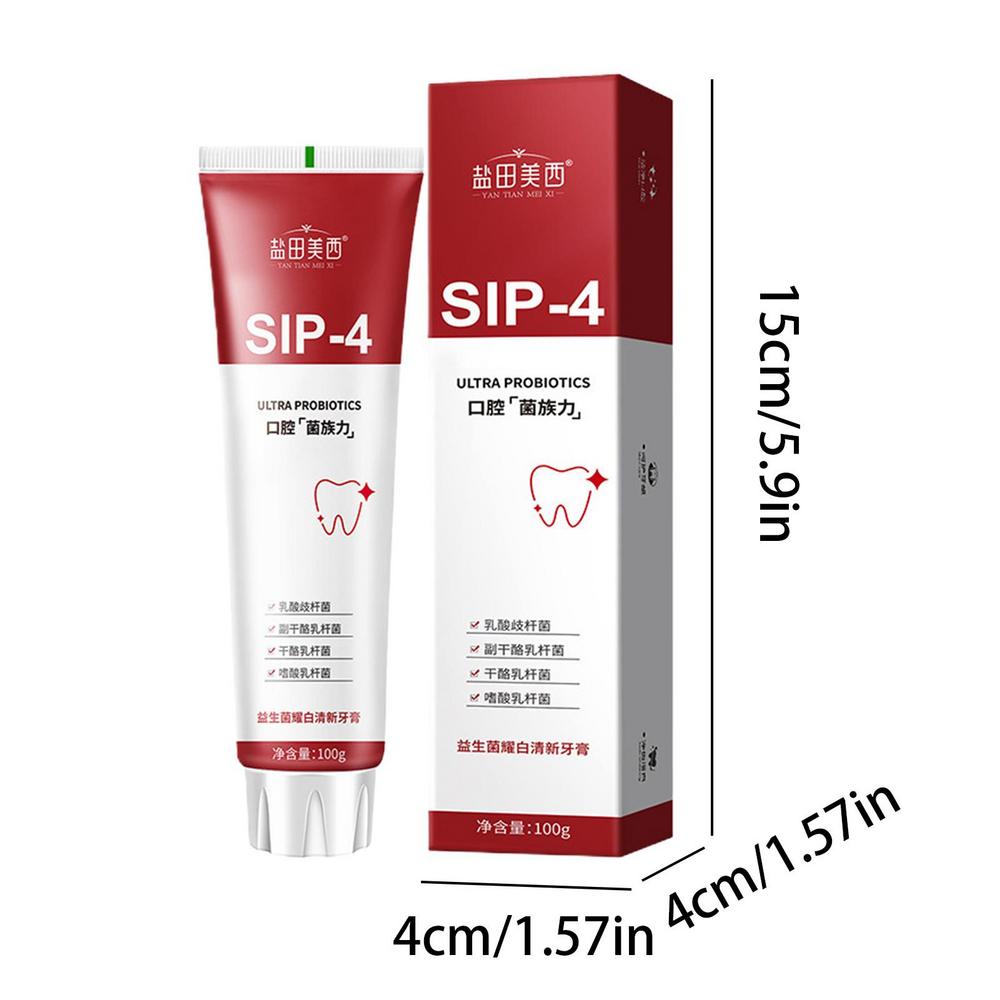 盐田美西®
YAN TIAN MEI XI
SIP-4
ULTRA PROBIOTICS
口腔「菌族力」
乳酸歧杆菌
副干酪乳杆菌
干酪乳杆菌
嗜酸乳杆菌
益生菌耀白清新牙膏
净含量:100g
盐田美西®
YAN TIAN MEI XI
SIP-4
ULTRA PROBIOTICS
口腔「菌族力」
乳酸歧杆菌
副干酪乳杆菌
干酪乳杆菌
嗜酸乳杆菌
益生菌耀白清新牙膏
净含量:100g
15cm/5.9in
4cm/1.57in
4cm/1.57in